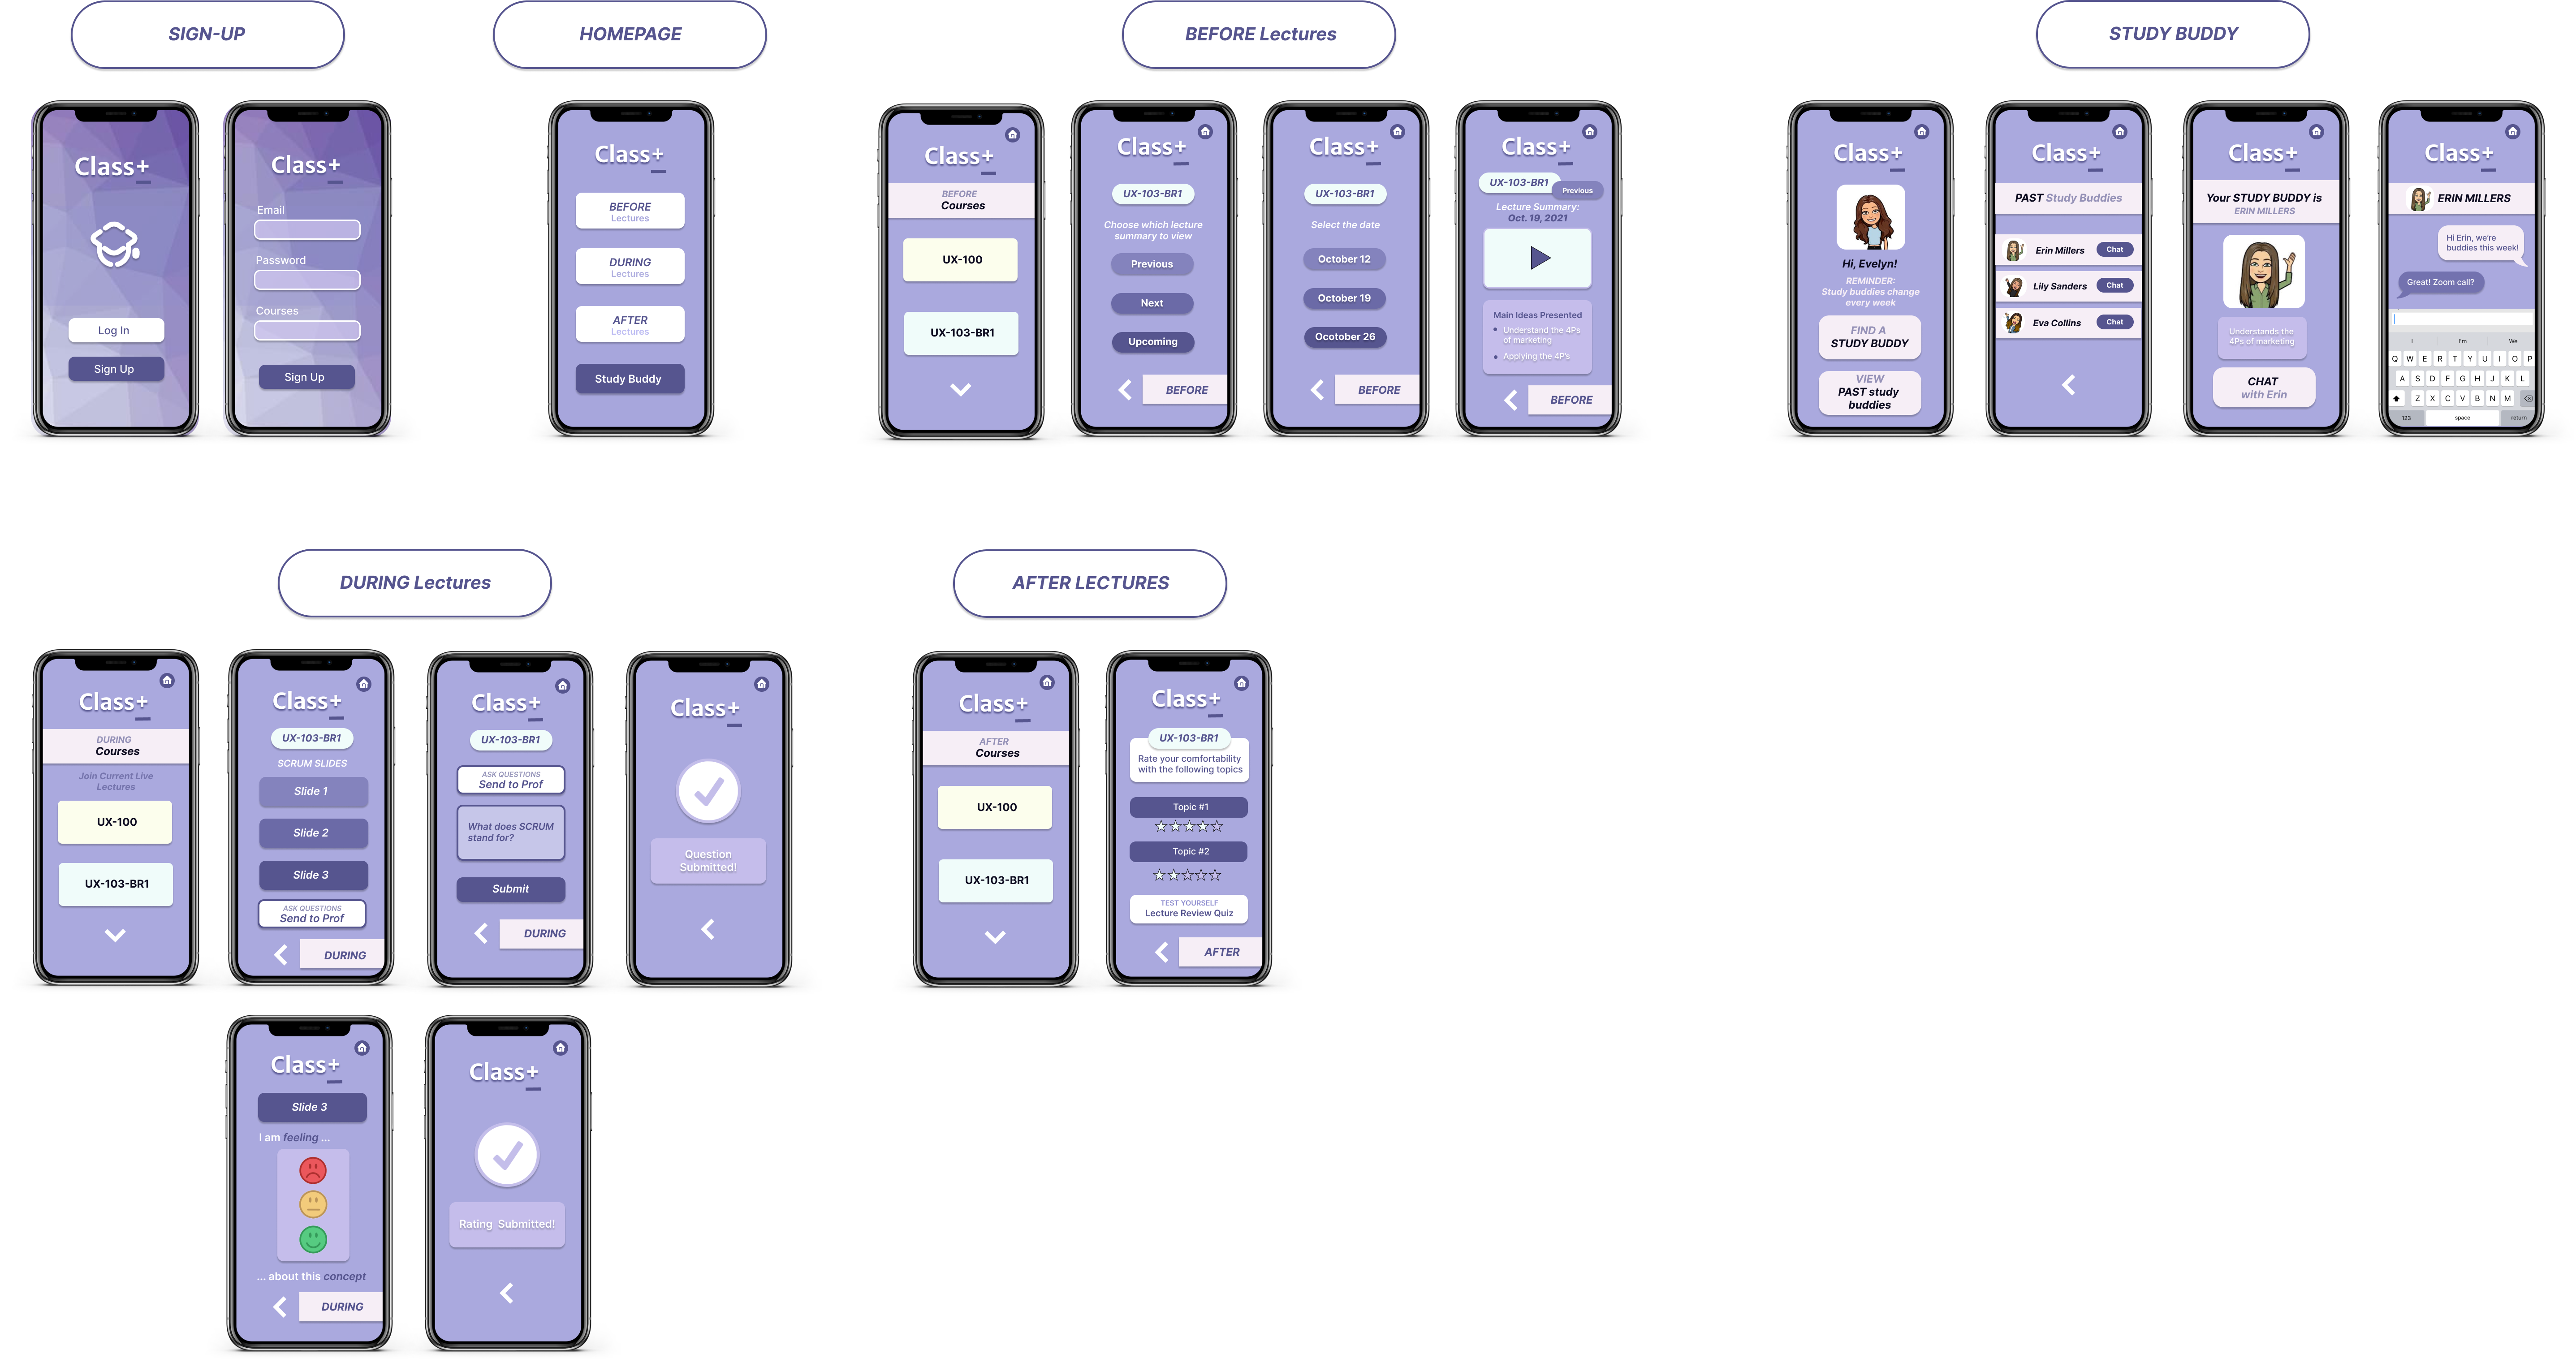 SIGN-UP
Class+
Log In
Sign Up
Class+
Email
Password
Courses
Sign Up
HOMEPAGE
Class+
BEFORE
Lectures
DURING
Lectures
AFTER
Lectures
Study Buddy
BEFORE Lectures
Class+
BEFORE
Courses
UX-100
UX-103-BR1
Class+
UX-103-BR1
Choose which lecture
summary to view
Previous
Next
Upcoming
BEFORE
Class+
UX-103-BR1
Select the date
October 12
October 19
Ocotober 26
BEFORE
Class+
UX-103-BR1
Previous
Lecture Summary:
Oct. 19, 2021
Main Ideas Presented
• Understand the 4Ps
of marketing
• Applying the 4P's
BEFORE
STUDY BUDDY
Class+
Hi, Evelyn!
REMINDER:
Study buddies change
every week
FIND A
STUDY BUDDY
VIEW
PAST study
buddies
Class+
PAST Study Buddies
Erin Millers Chat
Lily Sanders Chat
Eva Collins Chat
Class+
Your STUDY BUDDY is
ERIN MILLERS
Understands the
4Ps of marketing
CHAT
with Erin
Class+
ERIN MILLERS
Hi Erin, we're
buddies this week!
Great! Zoom call?
I I'm We
Q W E R T Y U I O P
A S D F G H J K L
Z X C V B N M
123 space return
DURING Lectures
Class+
DURING
Courses
Join Current Live
Lectures
UX-100
UX-103-BR1
Class+
UX-103-BR1
SCRUM SLIDES
Slide 1
Slide 2
Slide 3
ASK QUESTIONS
Send to Prof
DURING
Class+
UX-103-BR1
ASK QUESTIONS
Send to Prof
What does SCRUM
stand for?
Submit
DURING
Class+
Question
Submitted!
Class+
Slide 3
I am feeling ...
... about this concept
DURING
Class+
Rating Submitted!
AFTER LECTURES
Class+
AFTER
Courses
UX-100
UX-103-BR1
Class+
UX-103-BR1
Rate your comfortability
with the following topics
Topic #1
Topic #2
TEST YOURSELF
Lecture Review Quiz
AFTER